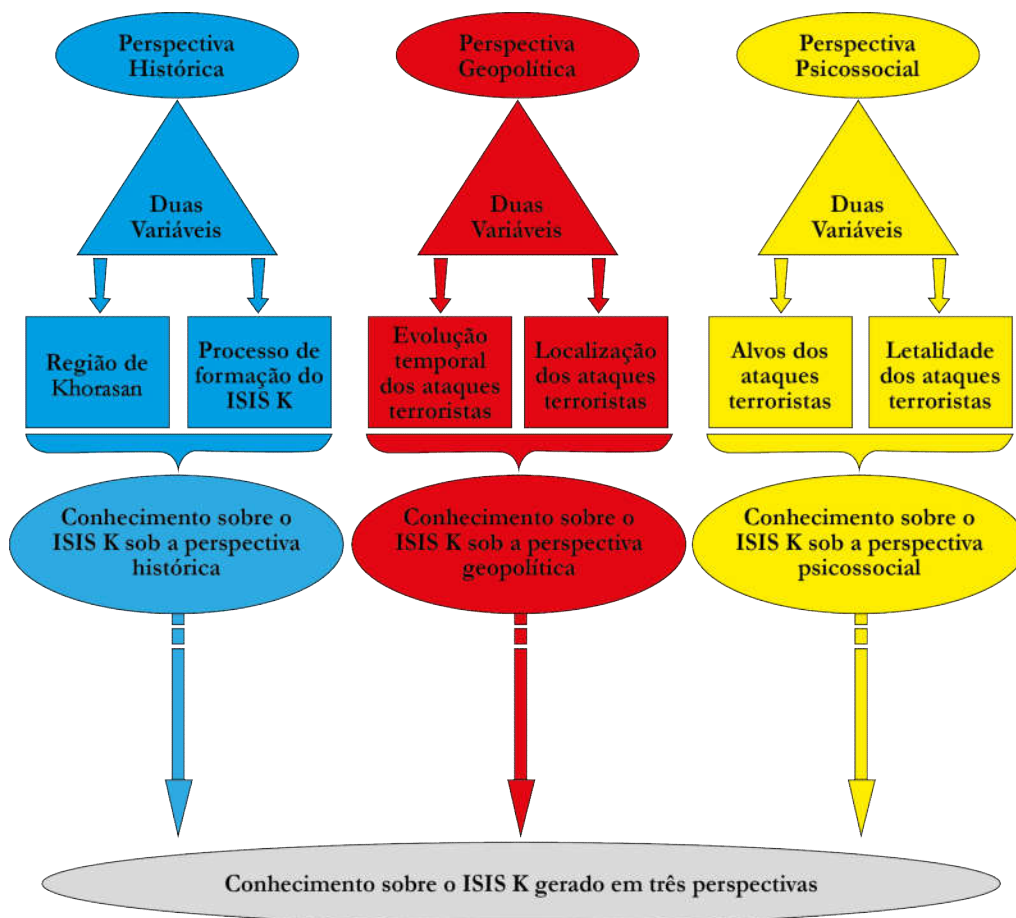 Perspectiva
Histórica
Duas
Variáveis
Região de
Khorasan
Processo de
formação do
ISIS K
Conhecimento sobre o
ISIS K sob a perspectiva
histórica
Perspectiva
Geopolítica
Duas
Variáveis
Evolução
temporal
dos ataques
terroristas
Localização
dos ataques
terroristas
Conhecimento sobre o
ISIS K sob a perspectiva
geopolítica
Perspectiva
Psicossocial
Duas
Variáveis
Alvos dos
ataques
terroristas
Letalidade
dos ataques
terroristas
Conhecimento sobre o
ISIS K sob a perspectiva
psicossocial
Conhecimento sobre o ISIS K gerado em três perspectivas